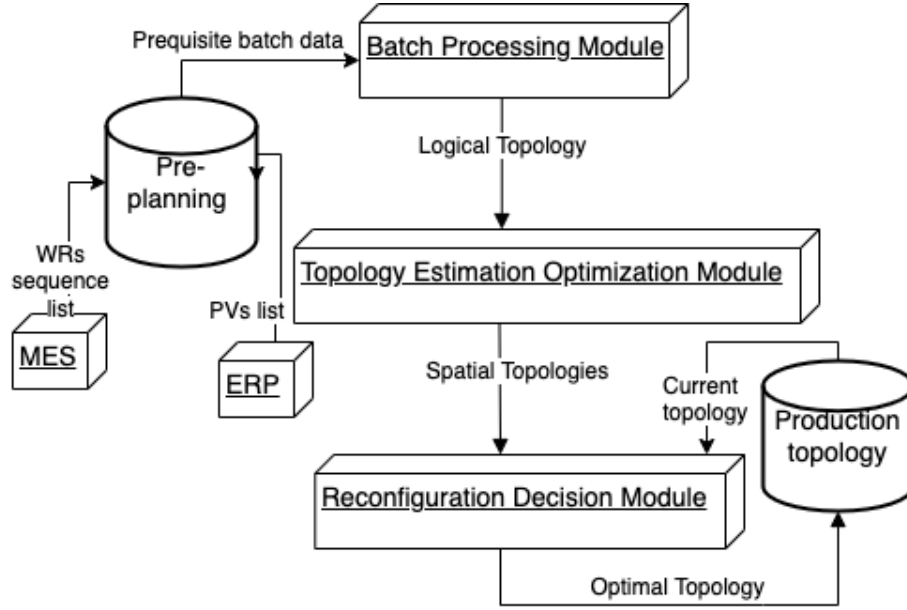 Prequisite batch data
Batch Processing Module
Pre-
planning
Logical Topology
WRs
sequence
list
Topology Estimation Optimization Module
PVs list
MES
ERP
Spatial Topologies
Current
topology
Production
topology
Reconfiguration Decision Module
Optimal Topology